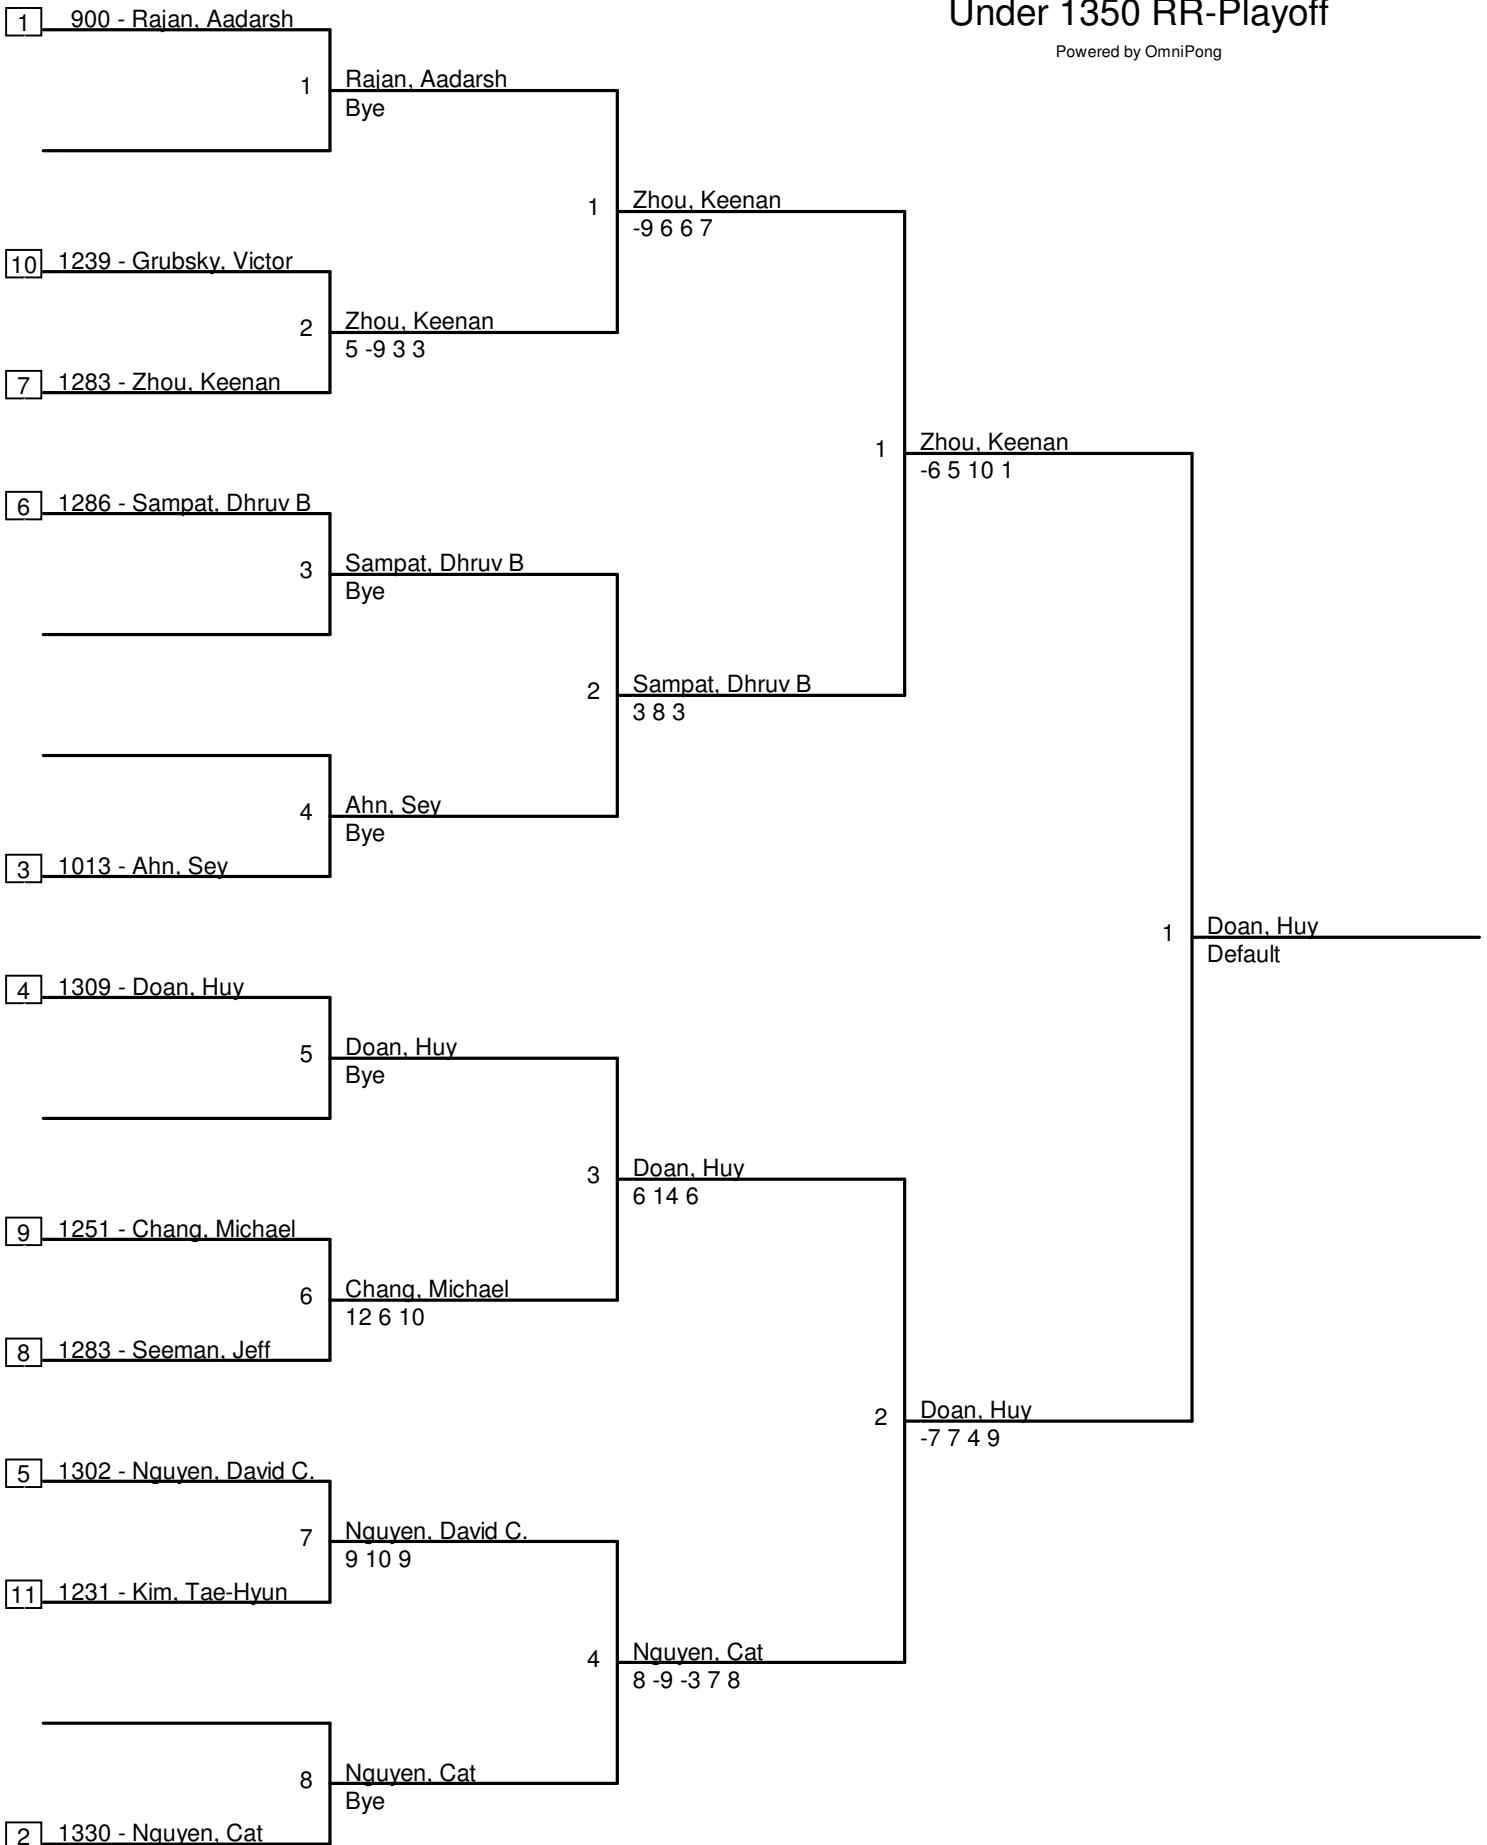 Under 1350 RR-Playoff
Powered by OmniPong
1 900 - Rajan, Aadarsh
1 Rajan, Aadarsh
Bye
1 Zhou, Keenan
-9 6 6 7
10 1239 - Grubsky, Victor
2 Zhou, Keenan
5 -9 3 3
7 1283 - Zhou, Keenan
1 Zhou, Keenan
-6 5 10 1
6 1286 - Sampat, Dhruv B
3 Sampat, Dhruv B
Bye
2 Sampat, Dhruv B
3 8 3
4 Ahn, Sey
Bye
3 1013 - Ahn, Sey
1 Doan, Huy
Default
4 1309 - Doan, Huy
5 Doan, Huy
Bye
3 Doan, Huy
6 14 6
9 1251 - Chang, Michael
6 Chang, Michael
12 6 10
8 1283 - Seeman, Jeff
2 Doan, Huy
-7 7 4 9
5 1302 - Nguyen, David C.
7 Nguyen, David C.
9 10 9
11 1231 - Kim, Tae-Hyun
4 Nguyen, Cat
8 -9 -3 7 8
8 Nguyen, Cat
Bye
2 1330 - Nguyen, Cat